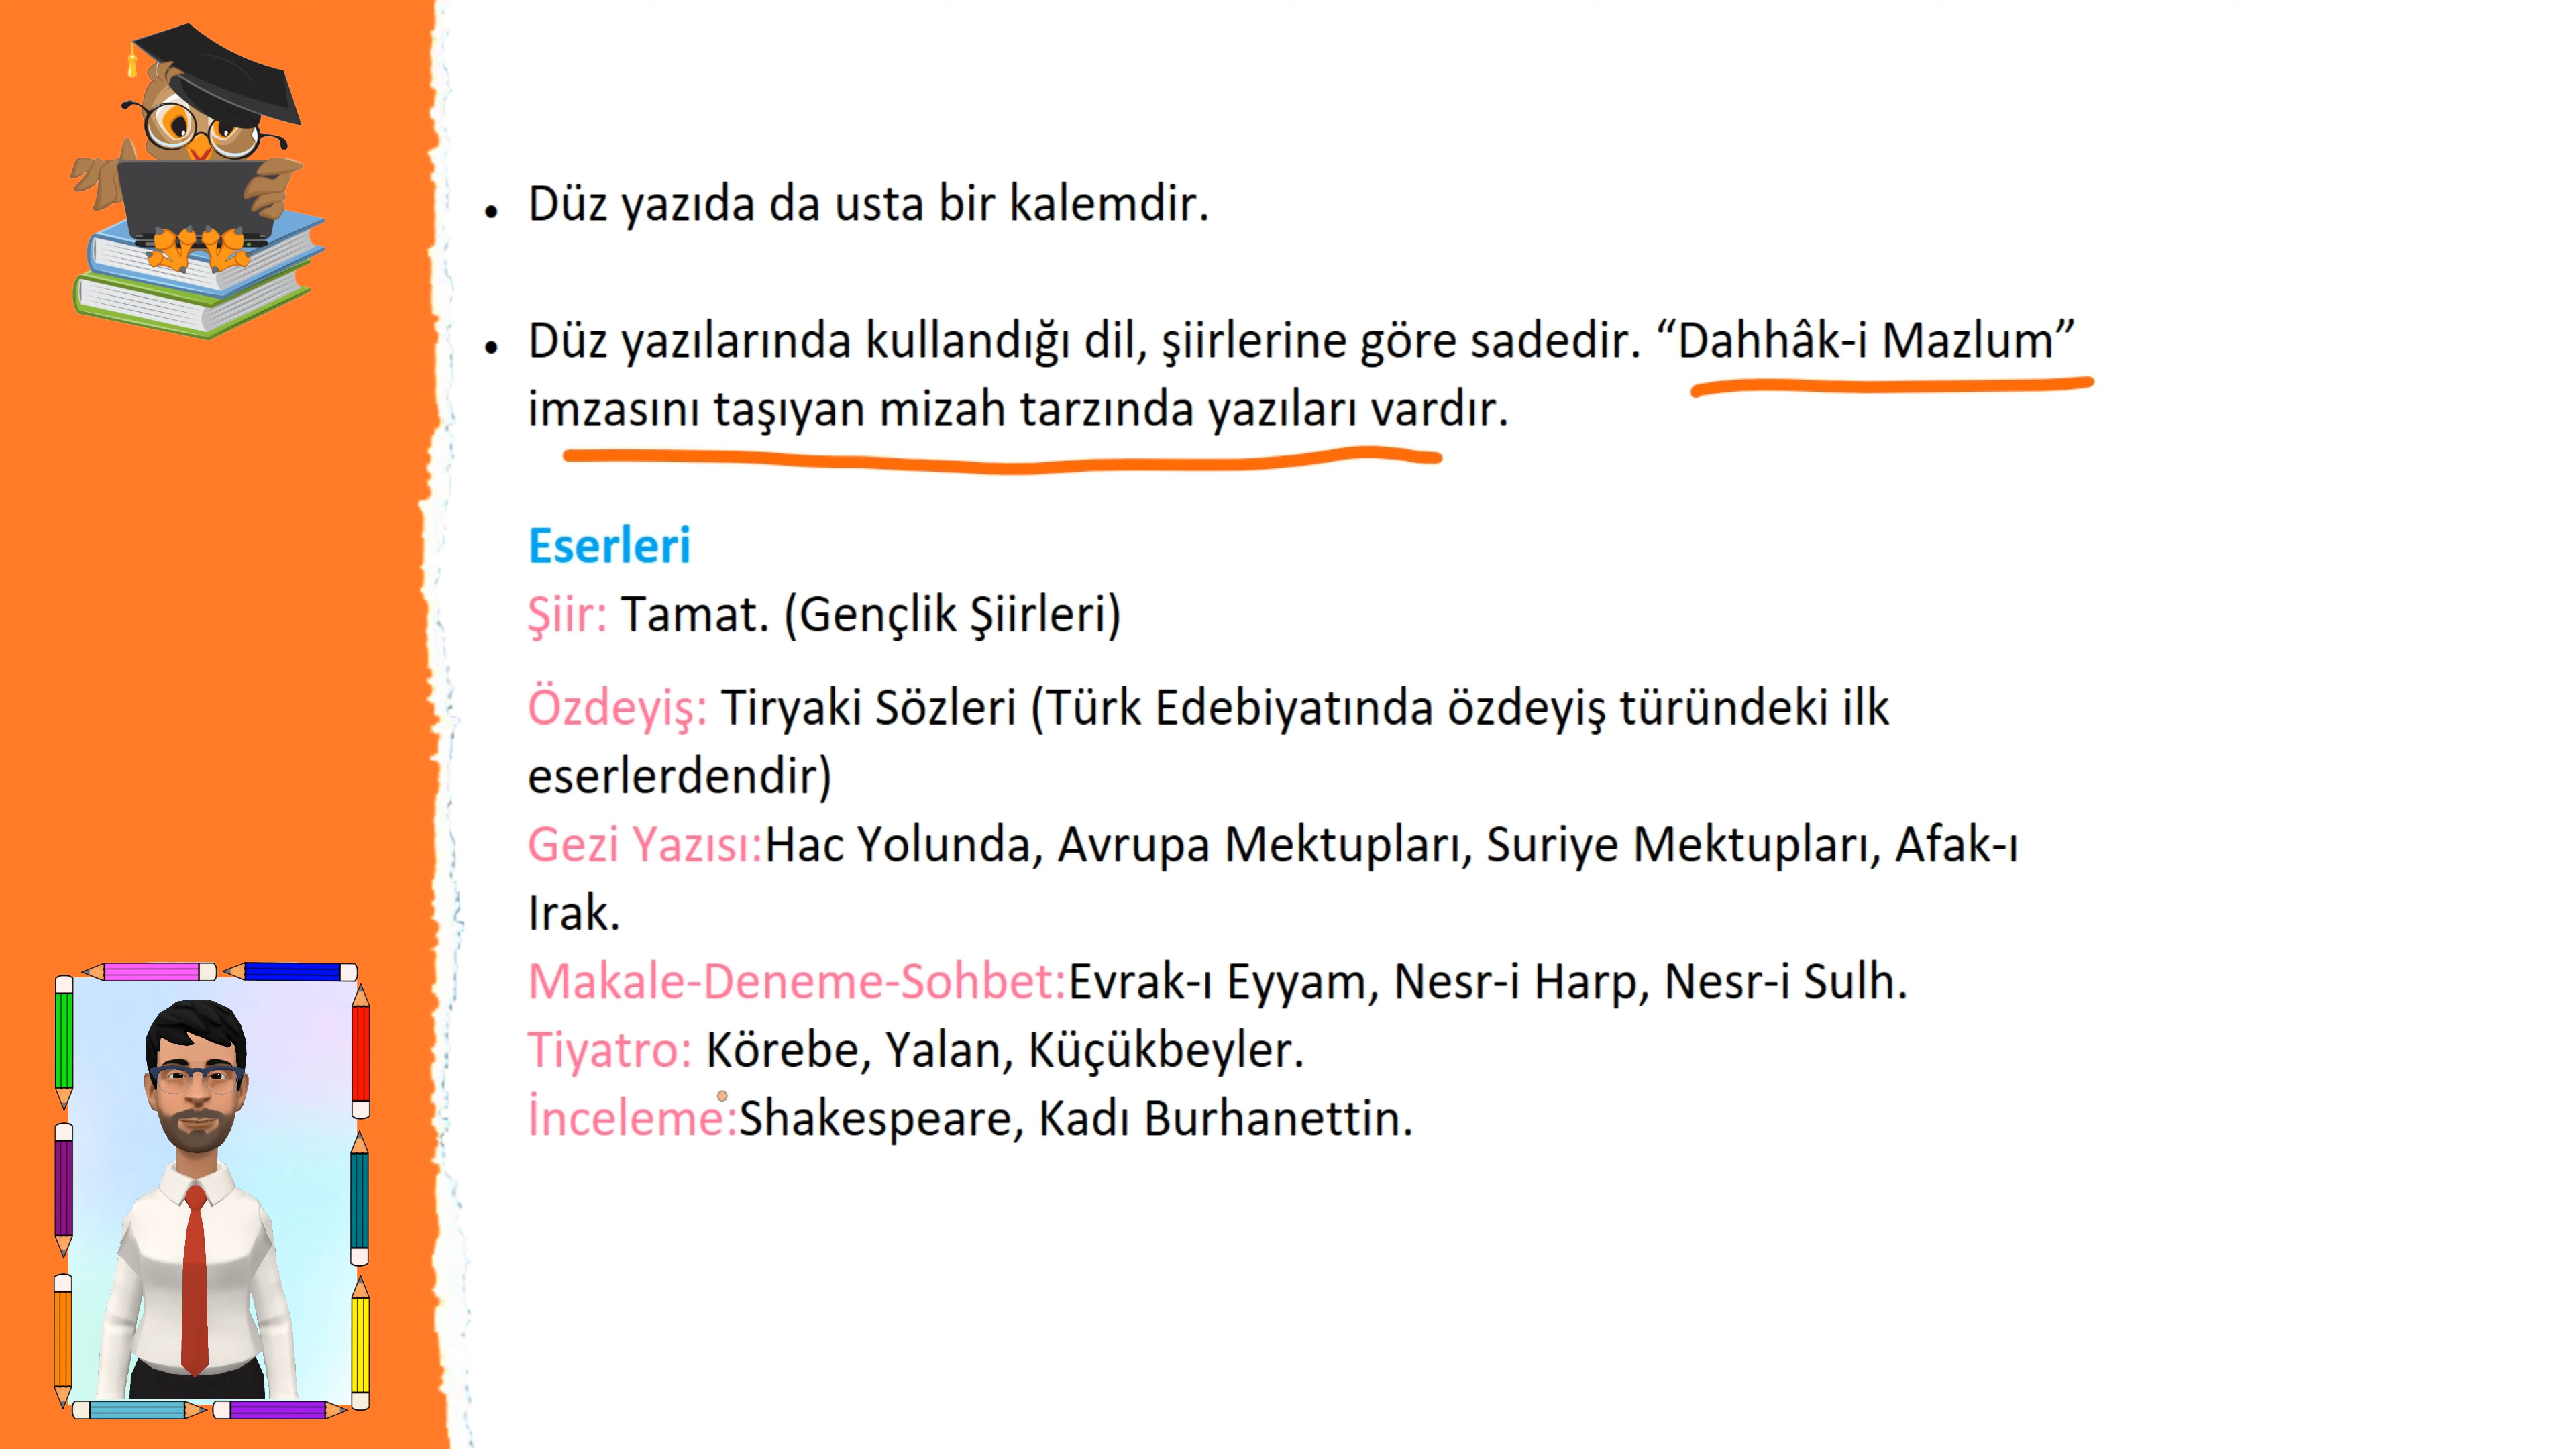 • Düz yazıda da usta bir kalemdir.
• Düz yazılarında kullandığı dil, şiirlerine göre sadedir. “Dahhâk-i Mazlum”
imzasını taşıyan mizah tarzında yazıları vardır.
Eserleri
Şiir: Tamat. (Gençlik Şiirleri)
Özdeyiş: Tiryaki Sözleri (Türk Edebiyatında özdeyiş türündeki ilk
eserlerdendir)
Gezi Yazısı:Hac Yolunda, Avrupa Mektupları, Suriye Mektupları, Afak-ı
Irak.
Makale-Deneme-Sohbet:Evrak-ı Eyyam, Nesr-i Harp, Nesr-i Sulh.
Tiyatro: Körebe, Yalan, Küçükbeyler.
İnceleme:Shakespeare, Kadı Burhanettin.